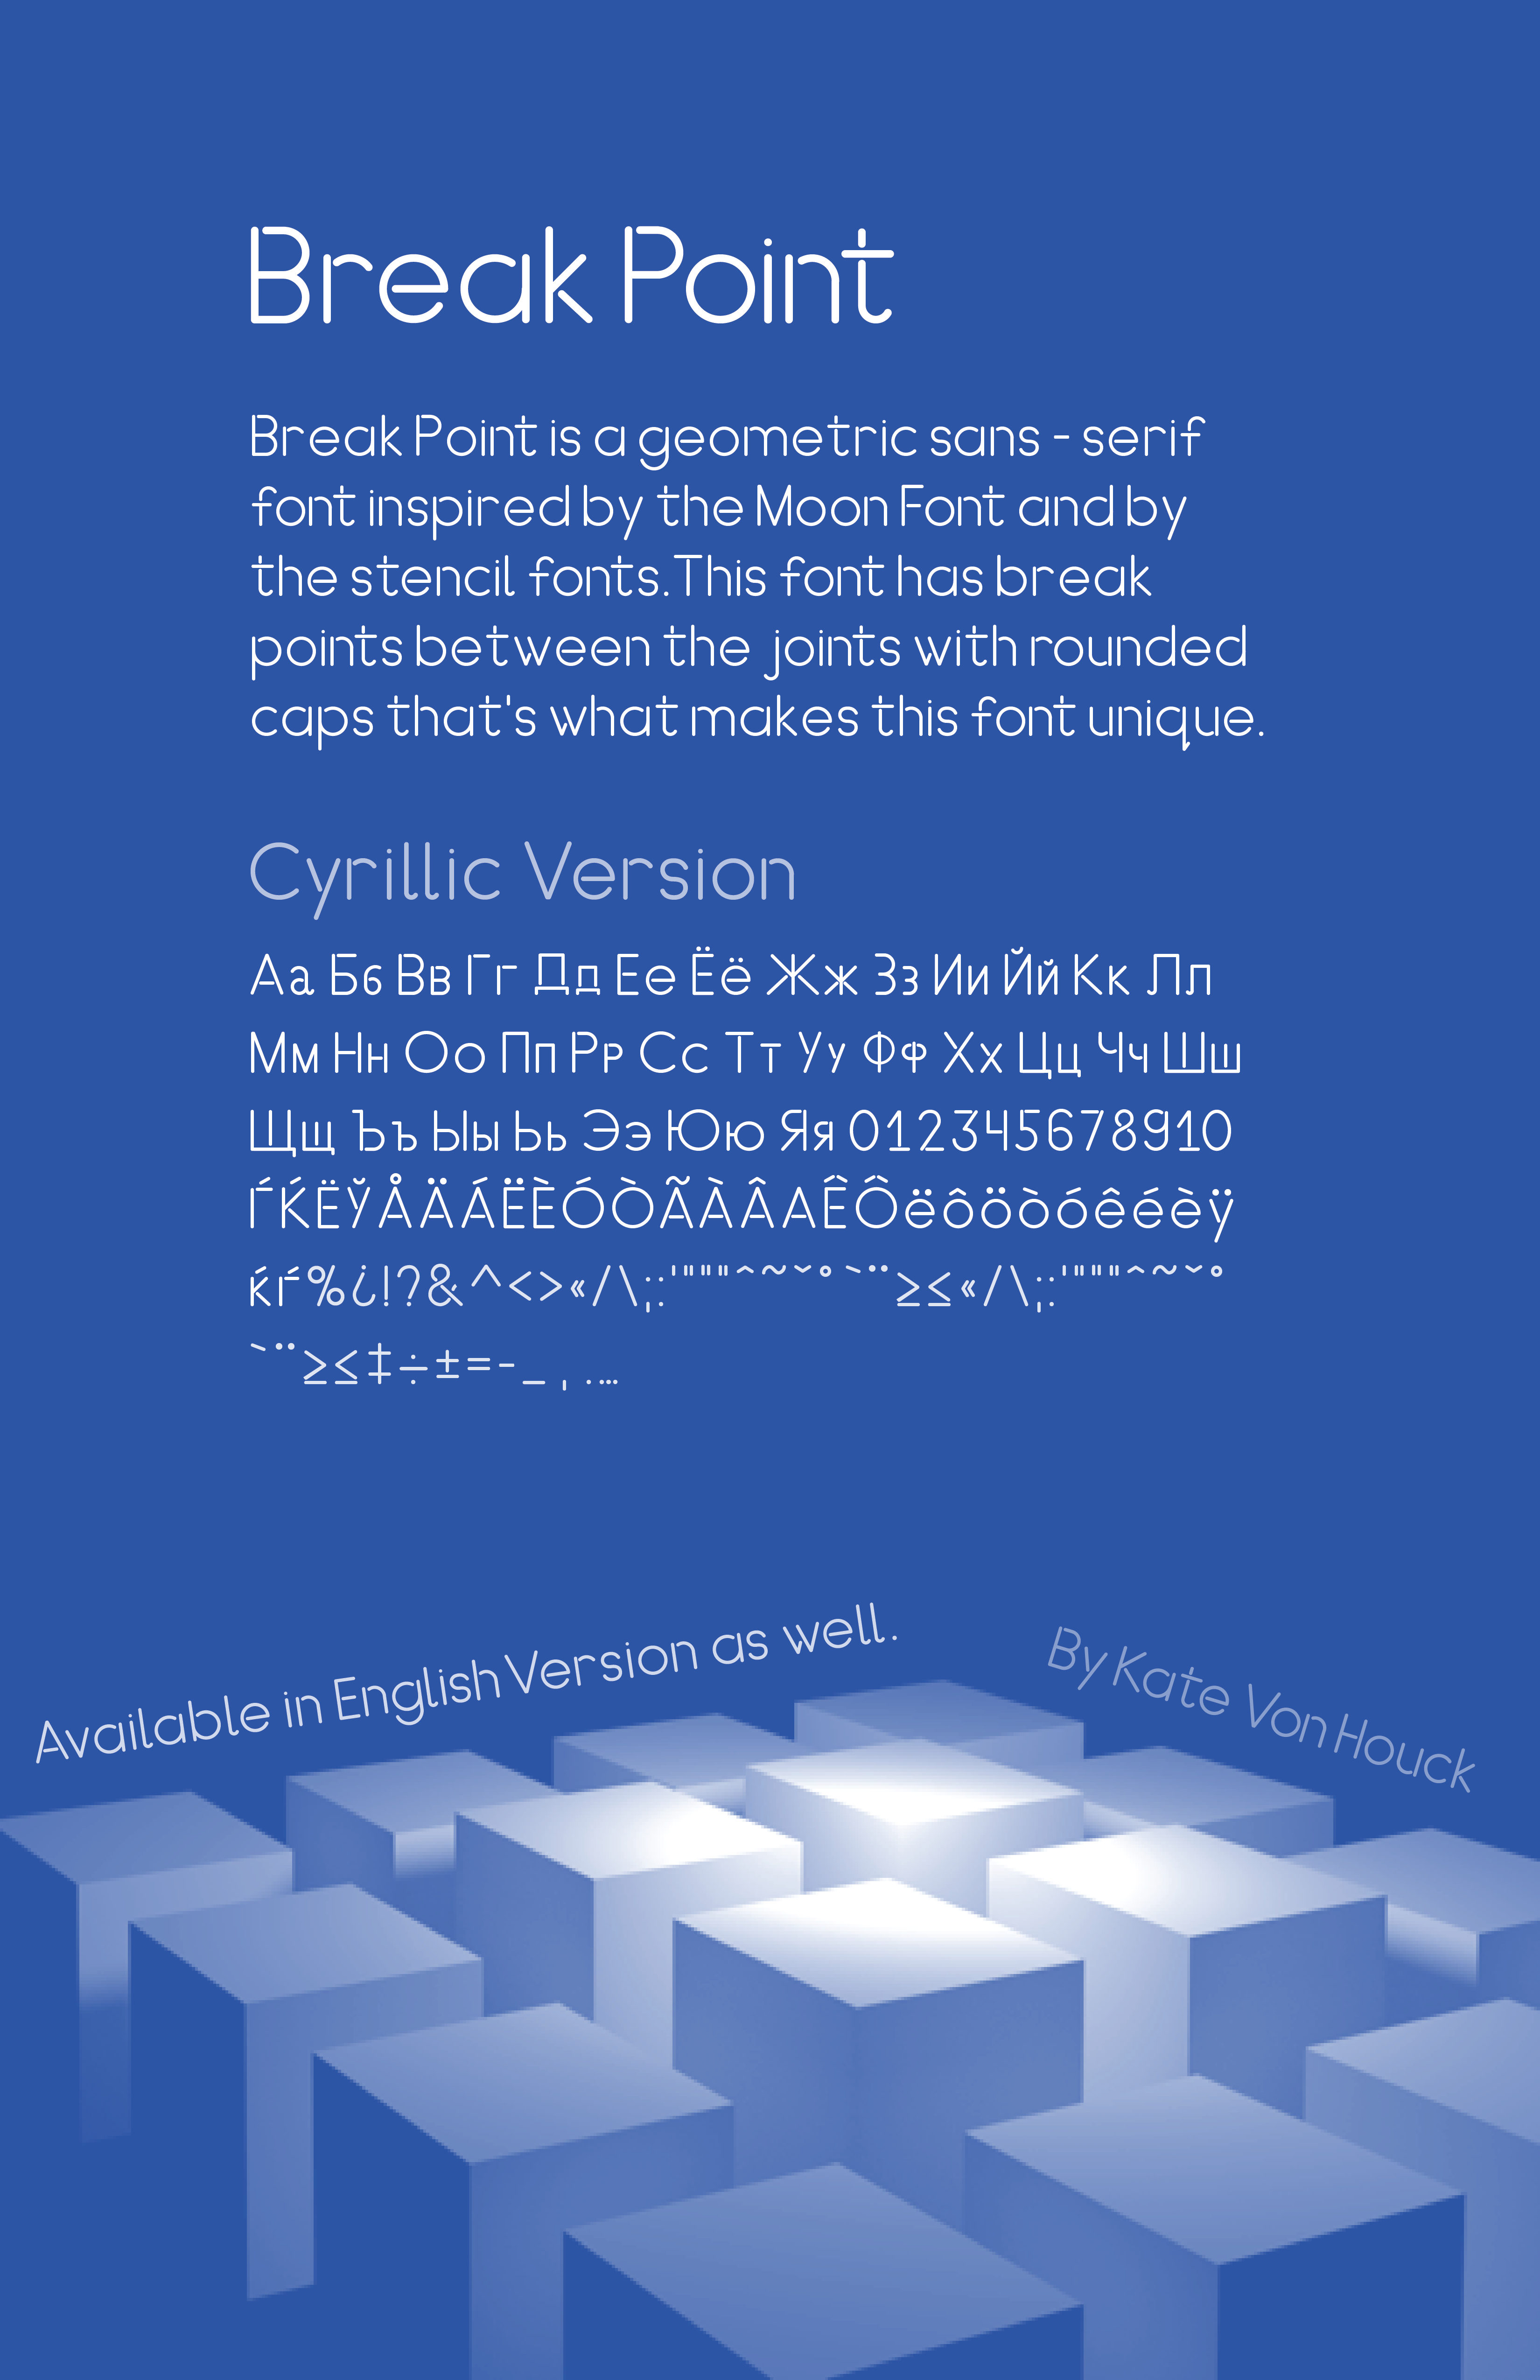 Break Point
Break Point is a geometric sans - serif
font inspired by the Moon Font and by
the stencil fonts.This font has break
points between the joints with rounded
caps that's what makes this font unique.
Cyrillic Version
Аа Бб Вв Гг Дд Ее Ёё Жж Зз Ии Йй Кк Лл
Мм Нн Оо Пп Рр Сс Тт Уу Фф Хх Цц Чч Шш
Щщ Ъъ Ыы Ьь Ээ Юю Яя 012345678910
ЃЌЁЎÅÄÁËÈÓÒÃÀÂAÊÔëôöòóêéèÿ
ќѓ%¿!?&^<>«/\;:'"""^~ˇ°`¨≥≤«/\;:'"""^~ˇ°
`¨≥≤‡÷±=-_ , .…
Available in English Version as well.
By Kate Von Houck